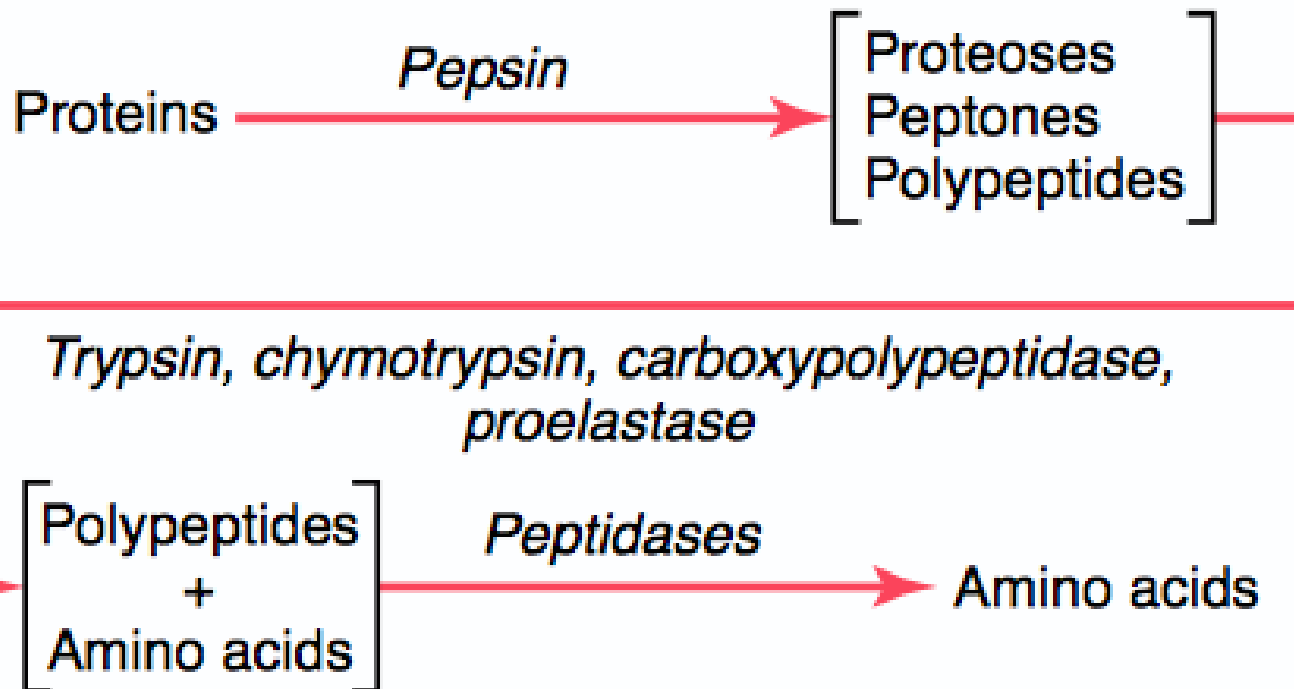 Pepsin
Proteins
Proteoses
Peptones
Polypeptides
Trypsin, chymotrypsin, carboxypolypeptidase,
proelastase
Polypeptides
+
Amino acids
Peptidases
Amino acids